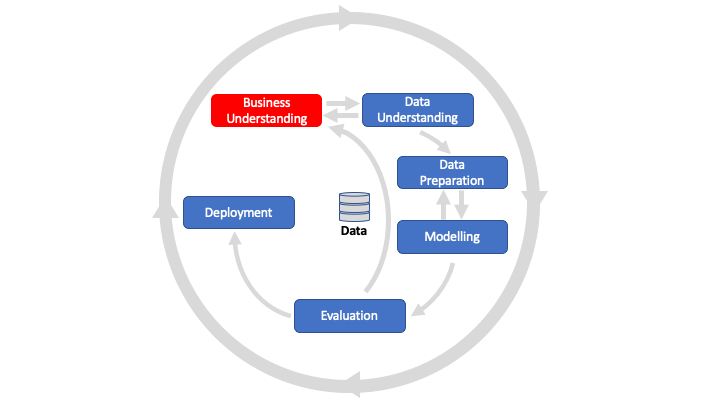 Business
Understanding
Data
Understanding
Data
Preparation
Deployment
Data
Modelling
Evaluation